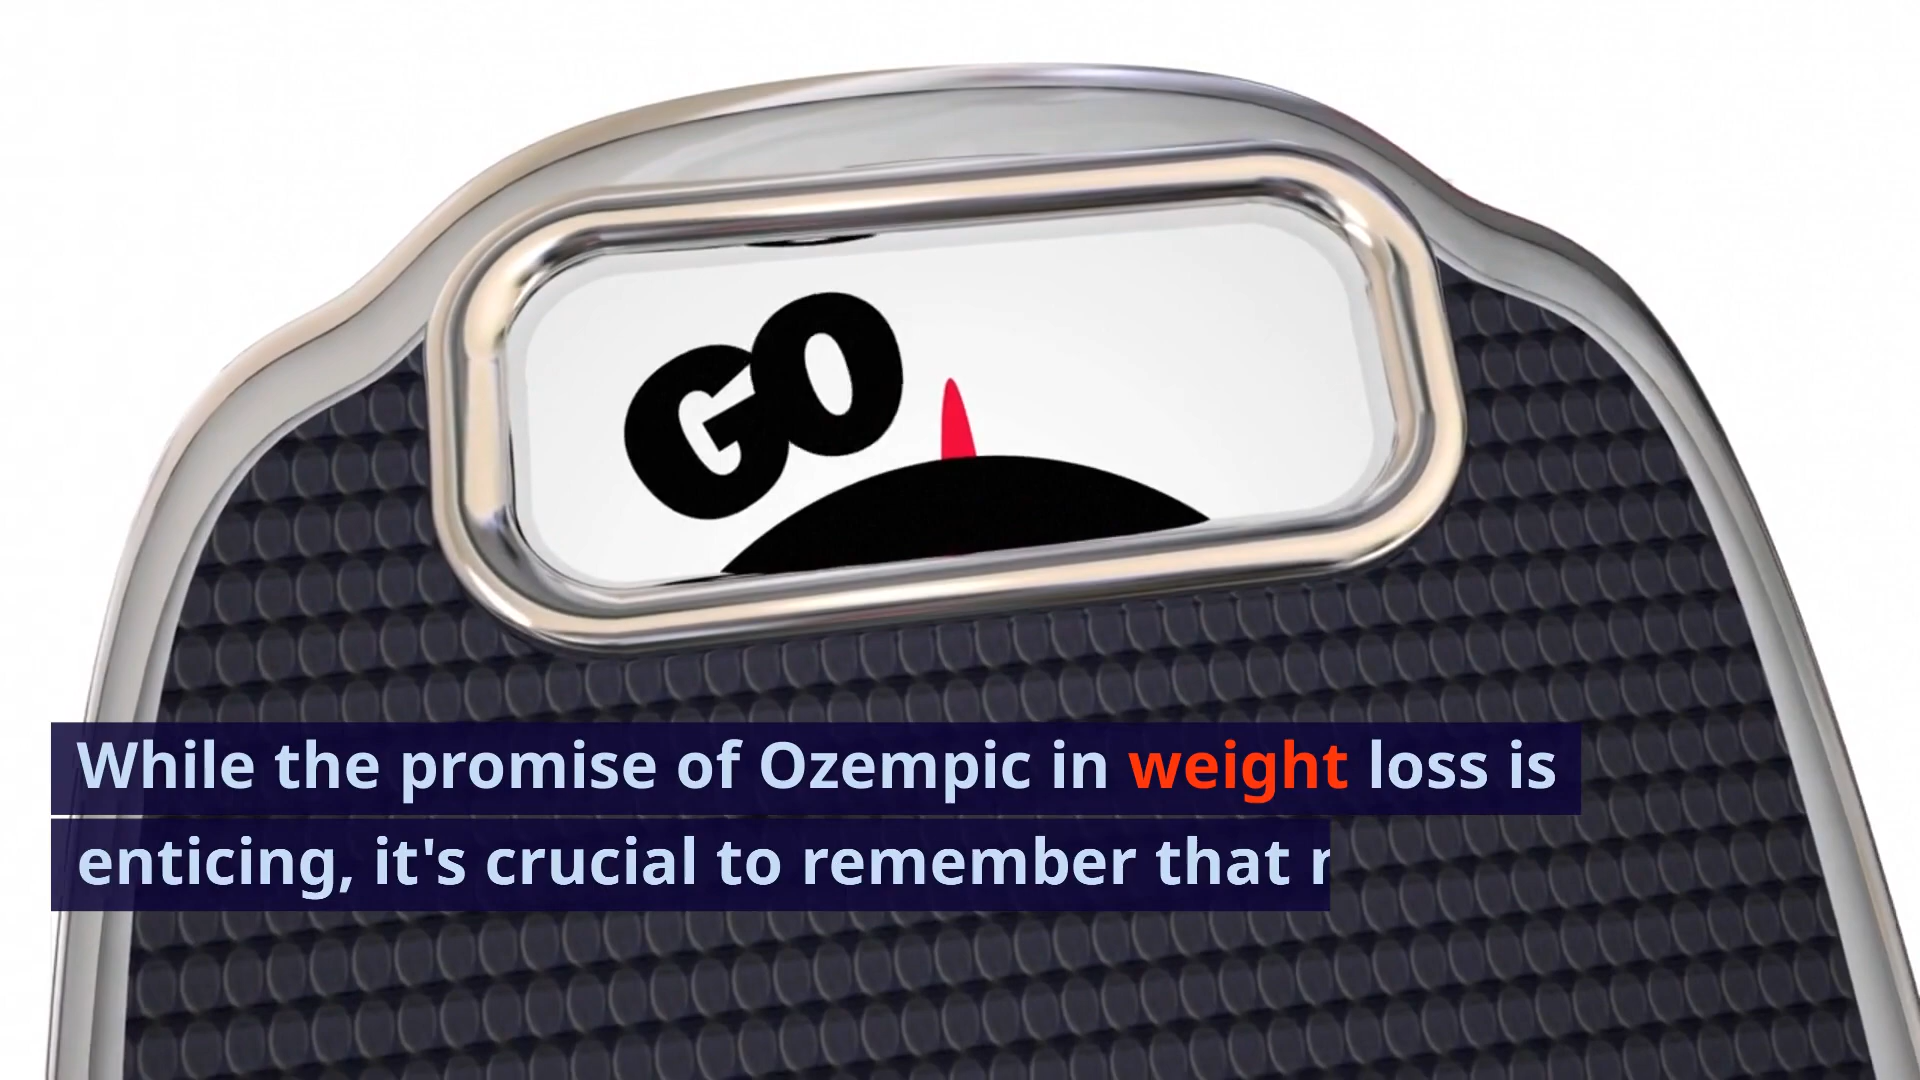 GO
While the promise of Ozempic in weight loss is
enticing, it's crucial to remember that